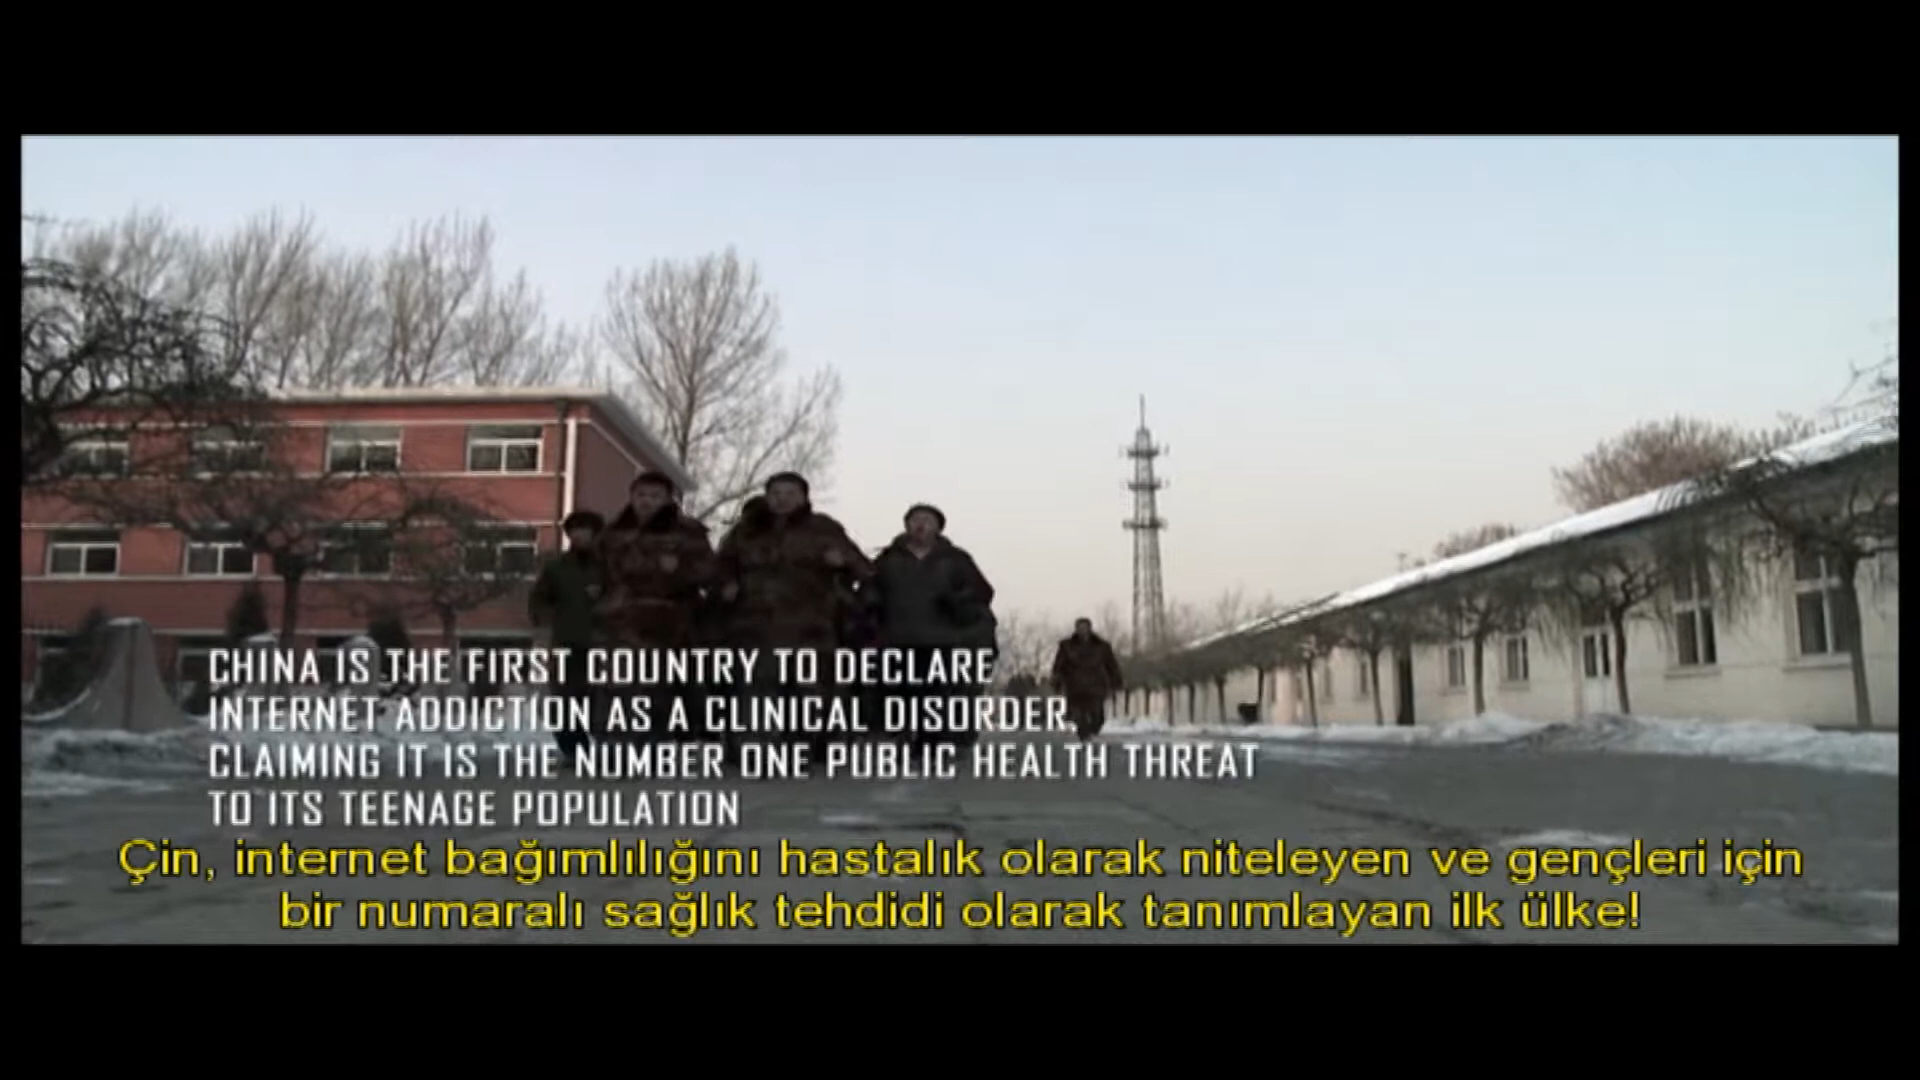 CHINA IS THE FIRST COUNTRY TO DECLARE
INTERNET ADDICTION AS A CLINICAL DISORDER,
CLAIMING IT IS THE NUMBER ONE PUBLIC HEALTH THREAT
TO ITS TEENAGE POPULATION
Çin, internet bağımlılığını hastalık olarak niteleyen ve gençleri için
bir numaralı sağlık tehdidi olarak tanımlayan ilk ülke!